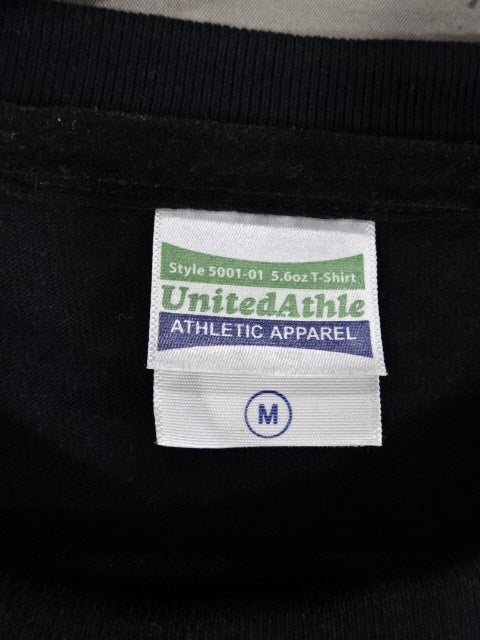 Style 5001-01 5.6oz T-Shirt
UnitedAthle
ATHLETIC APPAREL
M